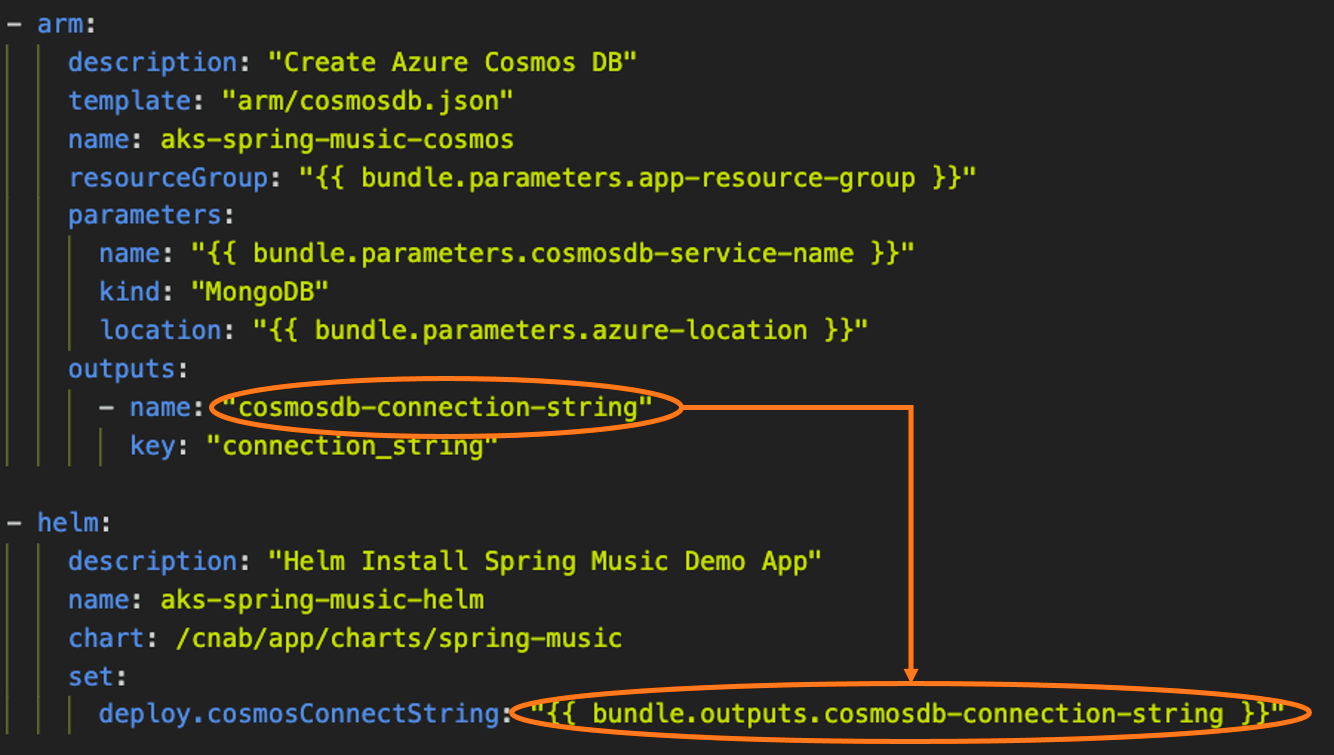 - arm:
description: "Create Azure Cosmos DB"
template: "arm/cosmosdb.json"
name: aks-spring-music-cosmos
resourceGroup: "{{ bundle.parameters.app-resource-group }}"
parameters:
name: "{{ bundle.parameters.cosmosdb-service-name }}"
kind: "MongoDB"
location: "{{ bundle.parameters.azure-location }}"
outputs:
- name: "cosmosdb-connection-string"
key: "connection_string"
- helm:
description: "Helm Install Spring Music Demo App"
name: aks-spring-music-helm
chart: /cnab/app/charts/spring-music
set:
deploy.cosmosConnectString: "{{ bundle.outputs.cosmosdb-connection-string }}"